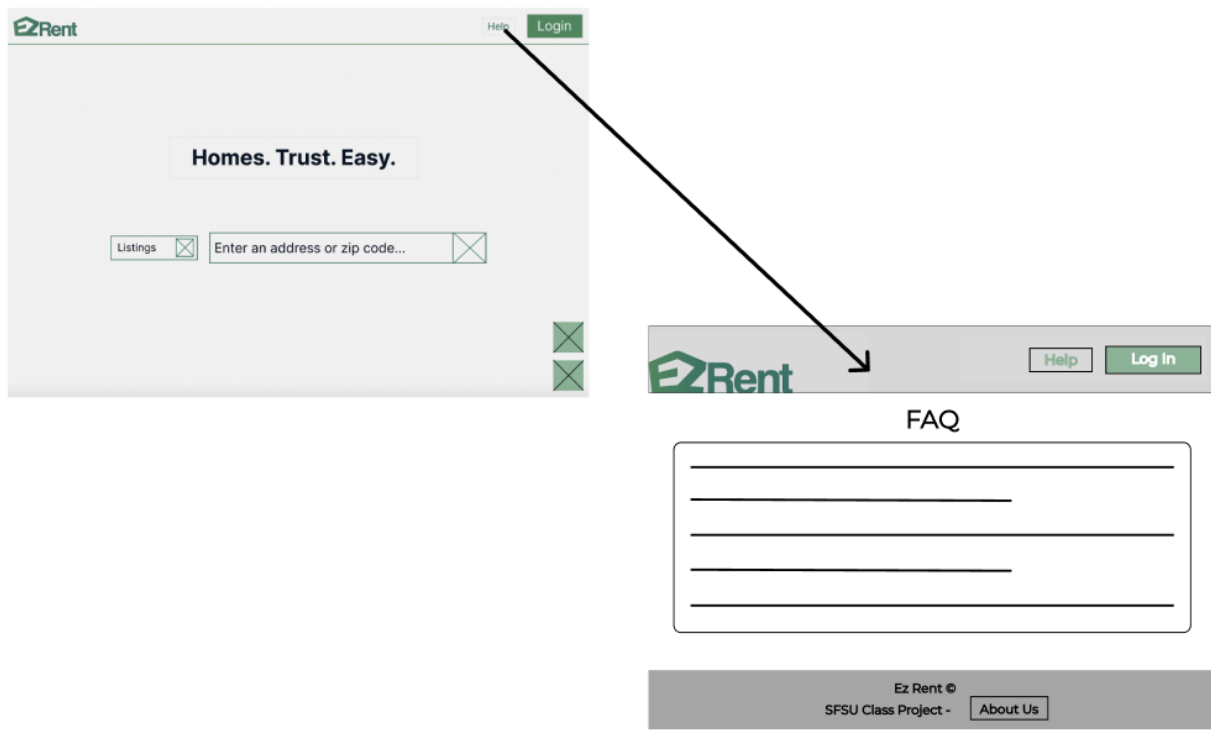 EZRent
Help
Login
Homes. Trust. Easy.
Listings
Enter an address or zip code...
EZRent
Help
Log In
FAQ
Ez Rent ©
SFSU Class Project - About Us